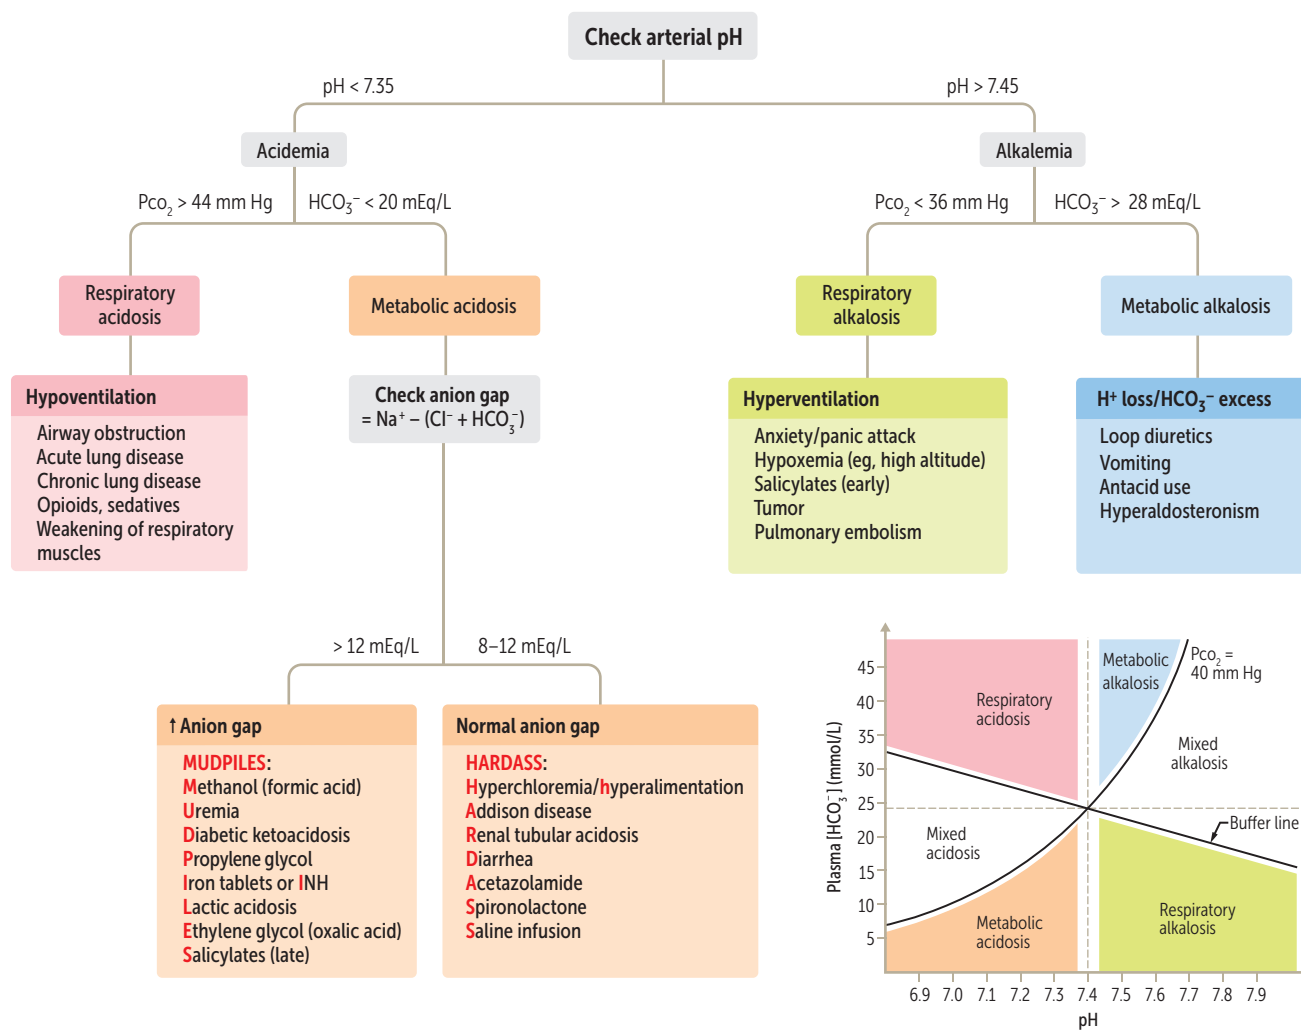 Check arterial pH
pH < 7.35
pH > 7.45
Acidemia
Alkalemia
Pco₂ > 44 mm Hg
HCO₃⁻ < 20 mEq/L
Pco₂ < 36 mm Hg
HCO₃⁻ > 28 mEq/L
Respiratory
acidosis
Metabolic acidosis
Respiratory
alkalosis
Metabolic alkalosis
Hypoventilation
Airway obstruction
Acute lung disease
Chronic lung disease
Opioids, sedatives
Weakening of respiratory
muscles
Check anion gap
= Na⁺ – (Cl⁻ + HCO₃⁻)
Hyperventilation
Anxiety/panic attack
Hypoxemia (eg, high altitude)
Salicylates (early)
Tumor
Pulmonary embolism
H⁺ loss/HCO₃⁻ excess
Loop diuretics
Vomiting
Antacid use
Hyperaldosteronism
> 12 mEq/L
8–12 mEq/L
↑ Anion gap
MUDPILES:
Methanol (formic acid)
Uremia
Diabetic ketoacidosis
Propylene glycol
Iron tablets or INH
Lactic acidosis
Ethylene glycol (oxalic acid)
Salicylates (late)
Normal anion gap
HARDASS:
Hyperchloremia/hyperalimentation
Addison disease
Renal tubular acidosis
Diarrhea
Acetazolamide
Spironolactone
Saline infusion
Plasma [HCO₃⁻] (mmol/L)
45
40
35
30
25
20
15
10
5
Respiratory
acidosis
Metabolic
alkalosis
Pco₂ =
40 mm Hg
Mixed
alkalosis
Mixed
acidosis
Buffer line
Metabolic
acidosis
Respiratory
alkalosis
6.9 7.0 7.1 7.2 7.3 7.4 7.5 7.6 7.7 7.8 7.9
pH